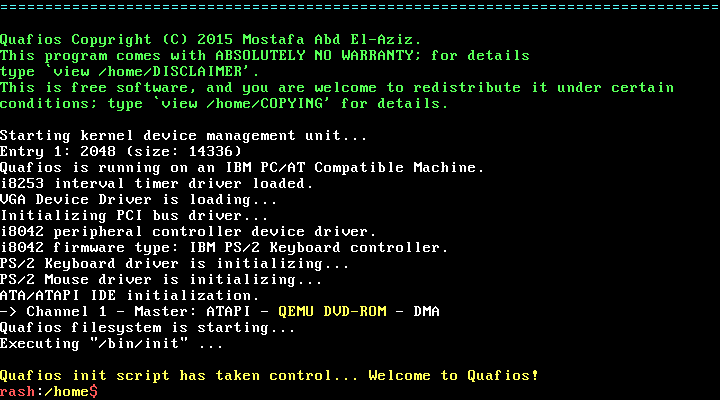 ================================================================================
Quafios Copyright (C) 2015 Mostafa Abd El-Aziz.
This program comes with ABSOLUTELY NO WARRANTY; for details
type `view /home/DISCLAIMER'.
This is free software, and you are welcome to redistribute it under certain
conditions; type `view /home/COPYING' for details.
Starting kernel device management unit...
Entry 1: 2048 (size: 14336)
Quafios is running on an IBM PC/AT Compatible Machine.
i8253 interval timer driver loaded.
VGA Device Driver is loading...
Initializing PCI bus driver...
i8042 peripheral controller device driver.
i8042 firmware type: IBM PS/2 Keyboard controller.
PS/2 Keyboard driver is initializing...
PS/2 Mouse driver is initializing...
ATA/ATAPI IDE initialization.
-> Channel 1 - Master: ATAPI - QEMU DVD-ROM - DMA
Quafios filesystem is starting...
Executing "/bin/init" ...
Quafios init script has taken control... Welcome to Quafios!
rash:/home$